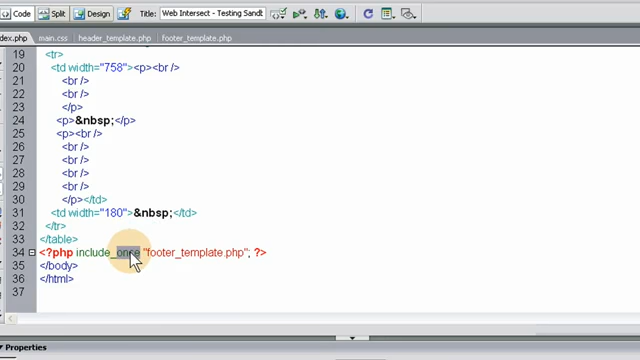 Code Split Design Title: Web Intersect - Testing Sandb
dex.php main.css header_template.php footer_template.php
19 <tr>
20 <td width="758"><p><br />
21 <br />
22 <br />
23 </p>
24 <p>&nbsp;</p>
25 <p><br />
26 <br />
27 <br />
28 <br />
29 <br />
30 </p></td>
31 <td width="180">&nbsp;</td>
32 </tr>
33 </table>
34 <?php include_once "footer_template.php"; ?>
35 </body>
36 </html>
37
Properties